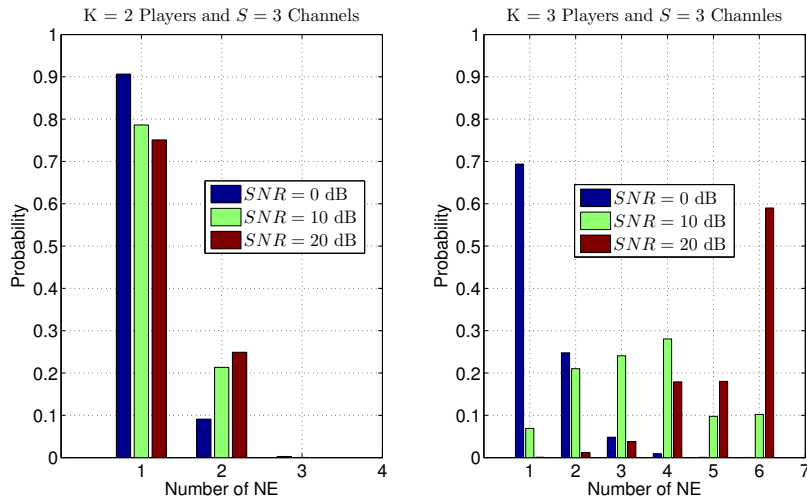 K = 2 Players and S = 3 Channels
1
0.9
0.8
0.7
0.6
0.5
0.4
0.3
0.2
0.1
0
Probability
SNR = 0 dB
SNR = 10 dB
SNR = 20 dB
1 2 3 4
Number of NE
K = 3 Players and S = 3 Channles
1
0.9
0.8
0.7
0.6
0.5
0.4
0.3
0.2
0.1
0
Probability
SNR = 0 dB
SNR = 10 dB
SNR = 20 dB
1 2 3 4 5 6 7
Number of NE